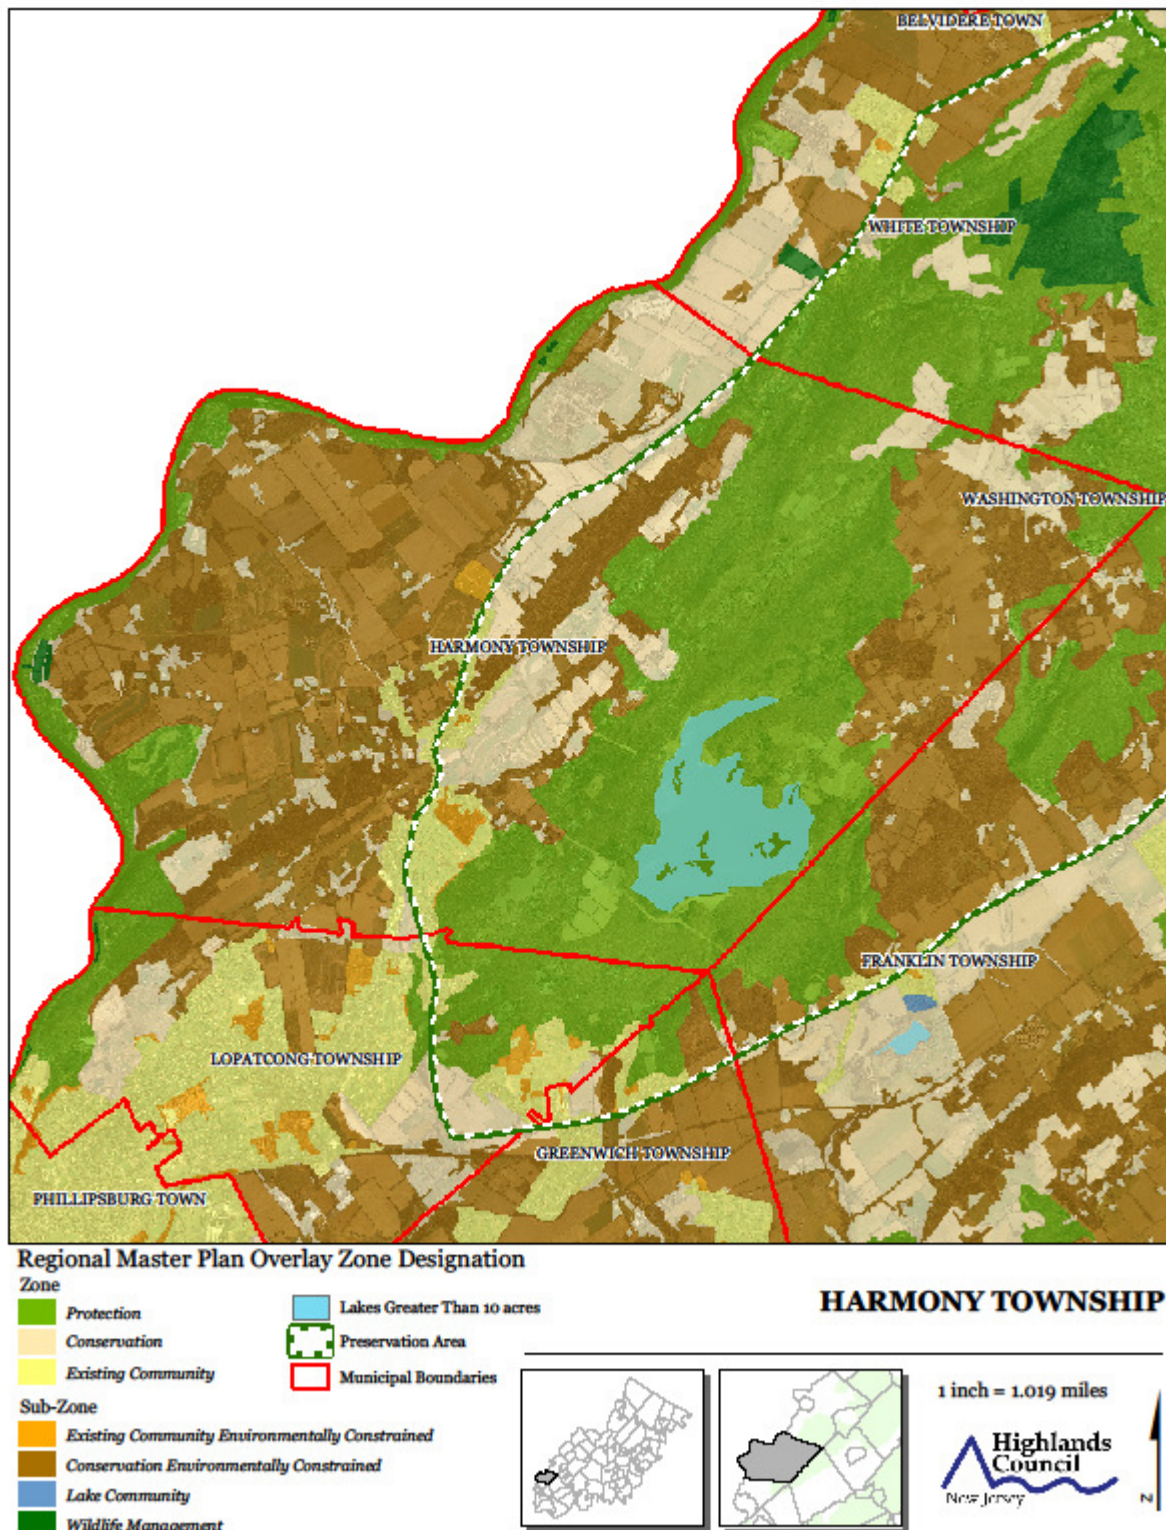 BELVIDERE TOWN
WHITE TOWNSHIP
WASHINGTON TOWNSHIP
HARMONY TOWNSHIP
FRANKLIN TOWNSHIP
LOPATCONG TOWNSHIP
GREENWICH TOWNSHIP
PHILLIPSBURG TOWN
Regional Master Plan Overlay Zone Designation
Zone
Protection
Conservation
Existing Community
Lakes Greater Than 10 acres
Preservation Area
Municipal Boundaries
Sub-Zone
Existing Community Environmentally Constrained
Conservation Environmentally Constrained
Lake Community
Wildlife Management
HARMONY TOWNSHIP
1 inch = 1.019 miles
Highlands
Council
New Jersey
N